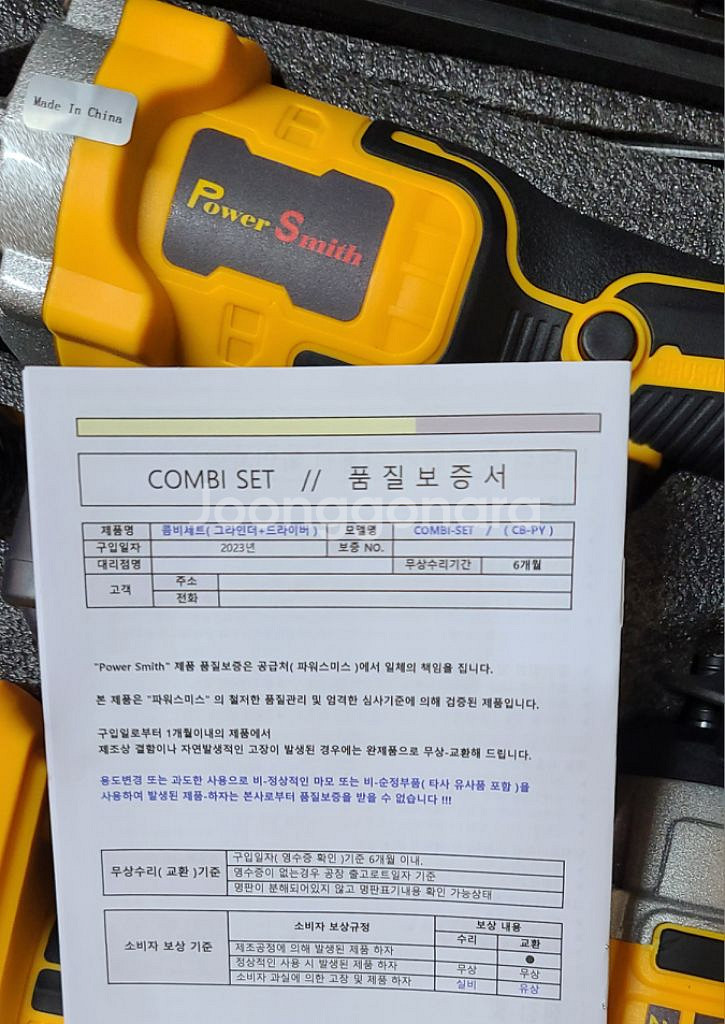 Made In China
Power Smith
COMBI SET // 품질보증서
Joonggonara
제품명 콤비세트( 그라인더+드라이버 ) 모델명 COMBI-SET / ( CB-PY )
구입일자 2023년 보증 NO.
대리점명 무상수리기간 6개월
고객 주소
전화
"Power Smith" 제품 품질보증은 공급처( 파워스미스 )에서 일체의 책임을 집니다.
본 제품은 "파워스미스" 의 철저한 품질관리 및 엄격한 심사기준에 의해 검증된 제품입니다.
구입일로부터 1개월이내의 제품에서
제조상 결함이나 자연발생적인 고장이 발생된 경우에는 완제품으로 무상-교환해 드립니다.
용도변경 또는 과도한 사용으로 비-정상적인 마모 또는 비-순정부품( 타사 유사품 포함 )을
사용하여 발생된 제품-하자는 본사로부터 품질보증을 받을 수 없습니다 !!!
무상수리( 교환 )기준 구입일자( 영수증 확인 )기준 6개월 이내.
영수증이 없는경우 공장 출고로트일자 기준
명판이 분해되어있지 않고 명판표기내용 확인 가능상태
소비자 보상 기준 소비자 보상규정 보상 내용
수리 교환
제조공정에 의해 발생된 제품 하자 ●
정상적인 사용 시 발생된 제품 하자 무상 무상
소비자 과실에 의한 고장 및 제품 하자 실비 유상